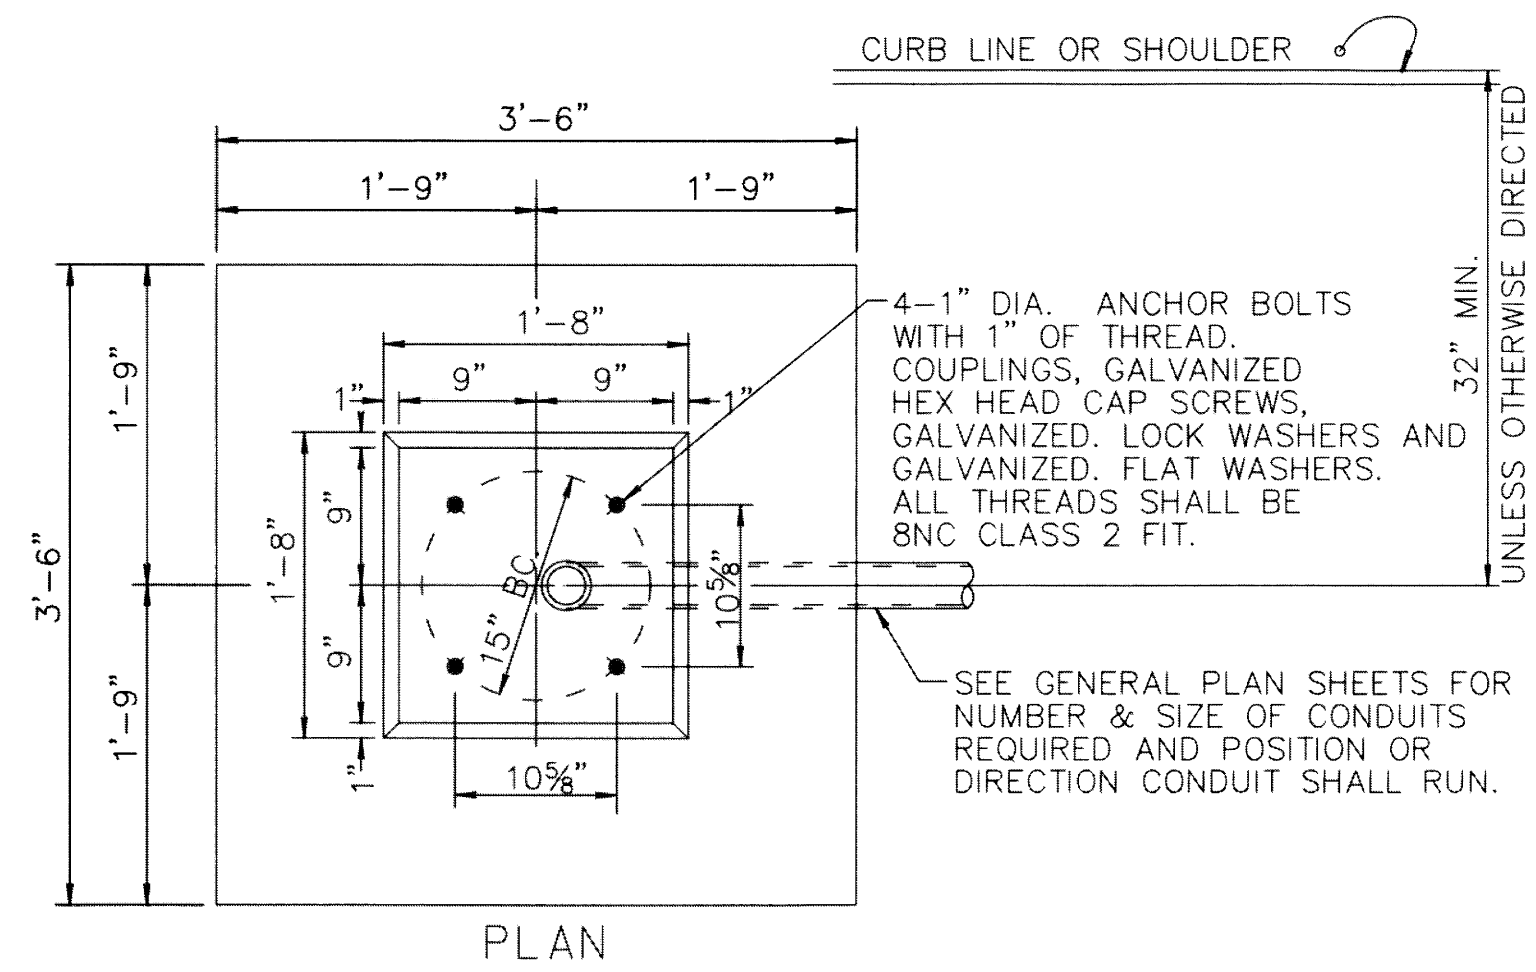 CURB LINE OR SHOULDER
3'-6"
1'-9"
1'-9"
UNLESS OTHERWISE DIRECTED
32" MIN.
4-1" DIA. ANCHOR BOLTS
WITH 1" OF THREAD.
COUPLINGS, GALVANIZED
HEX HEAD CAP SCREWS,
GALVANIZED. LOCK WASHERS AND
GALVANIZED. FLAT WASHERS.
ALL THREADS SHALL BE
8NC CLASS 2 FIT.
1'-8"
1"
9"
9"
1"
3'-6"
1'-9"
1'-9"
1'-8"
9"
9"
1"
15" BC
10⅝"
10⅝"
SEE GENERAL PLAN SHEETS FOR
NUMBER & SIZE OF CONDUITS
REQUIRED AND POSITION OR
DIRECTION CONDUIT SHALL RUN.
PLAN